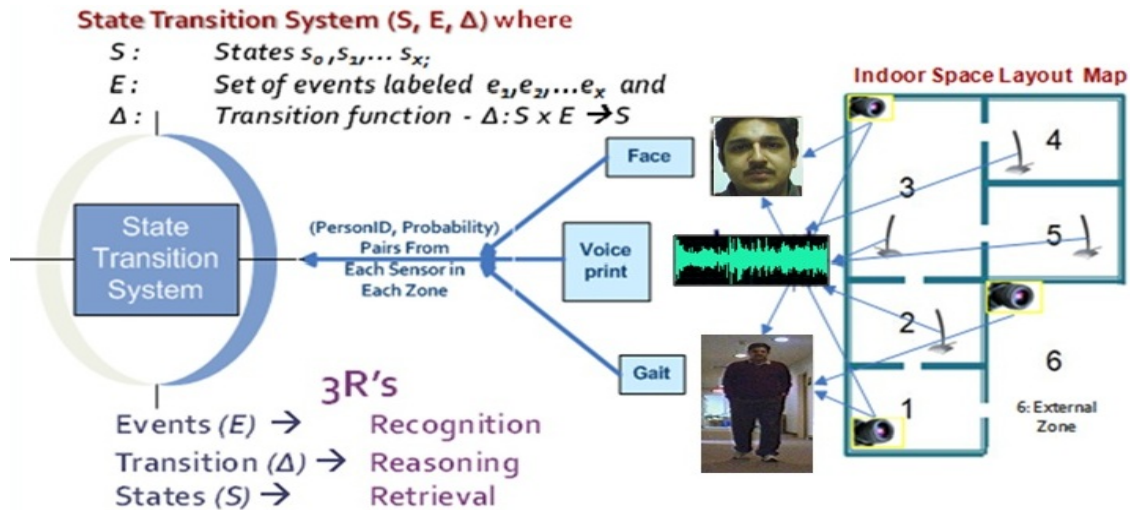 State Transition System (S, E, Δ) where
S : States s₀,s₁,... sₓ;
E : Set of events labeled e₁,e₂,...eₓ and
Δ : Transition function - Δ: S x E → S
Indoor Space Layout Map
Face
Voice
print
Gait
(PersonID, Probability)
Pairs From
Each Sensor in
Each Zone
State
Transition
System
4
3
5
2
6
1
6: External
Zone
3R's
Events (E) → Recognition
Transition (Δ) → Reasoning
States (S) → Retrieval